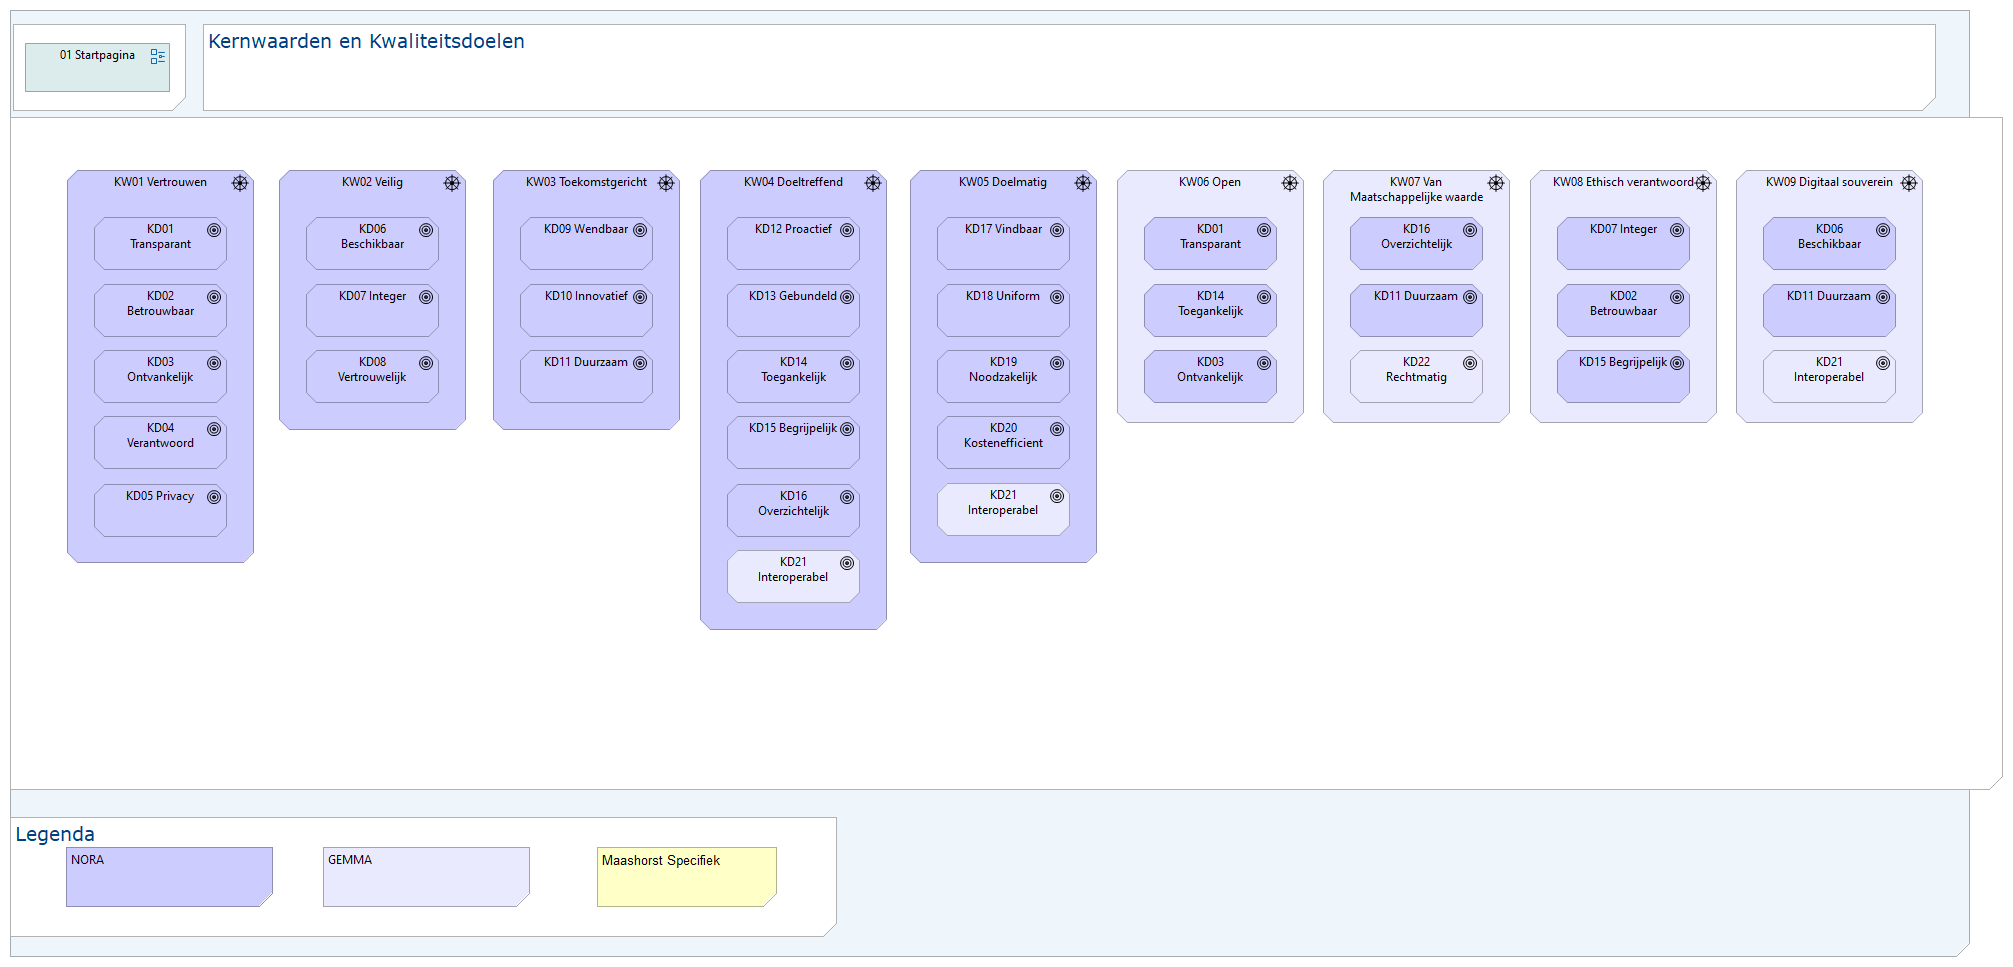 01 Startpagina
Kernwaarden en Kwaliteitsdoelen
KW01 Vertrouwen
KD01
Transparant
KD02
Betrouwbaar
KD03
Ontvankelijk
KD04
Verantwoord
KD05 Privacy
KW02 Veilig
KD06
Beschikbaar
KD07 Integer
KD08
Vertrouwelijk
KW03 Toekomstgericht
KD09 Wendbaar
KD10 Innovatief
KD11 Duurzaam
KW04 Doeltreffend
KD12 Proactief
KD13 Gebundeld
KD14
Toegankelijk
KD15 Begrijpelijk
KD16
Overzichtelijk
KD21
Interoperabel
KW05 Doelmatig
KD17 Vindbaar
KD18 Uniform
KD19
Noodzakelijk
KD20
Kostenefficient
KD21
Interoperabel
KW06 Open
KD01
Transparant
KD14
Toegankelijk
KD03
Ontvankelijk
KW07 Van
Maatschappelijke waarde
KD16
Overzichtelijk
KD11 Duurzaam
KD22
Rechtmatig
KW08 Ethisch verantwoord
KD07 Integer
KD02
Betrouwbaar
KD15 Begrijpelijk
KW09 Digitaal souverein
KD06
Beschikbaar
KD11 Duurzaam
KD21
Interoperabel
Legenda
NORA
GEMMA
Maashorst Specifiek